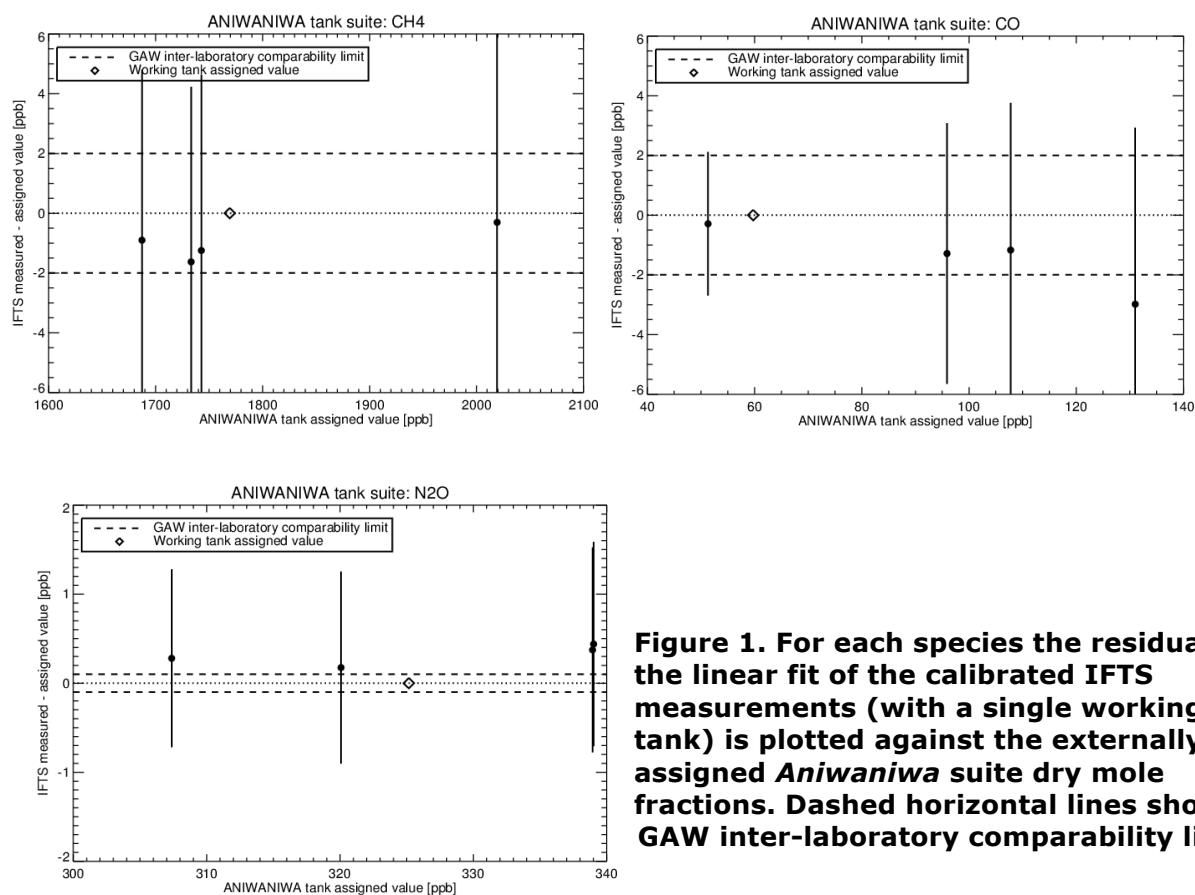 ANIWANIWA tank suite: CH4
GAW inter-laboratory comparability limit
Working tank assigned value
IFTS measured - assigned value [ppb]
6
4
2
0
-2
-4
-6
1600 1700 1800 1900 2000 2100
ANIWANIWA tank assigned value [ppb]
ANIWANIWA tank suite: CO
GAW inter-laboratory comparability limit
Working tank assigned value
IFTS measured - assigned value [ppb]
6
4
2
0
-2
-4
-6
40 60 80 100 120 140
ANIWANIWA tank assigned value [ppb]
ANIWANIWA tank suite: N2O
GAW inter-laboratory comparability limit
Working tank assigned value
IFTS measured - assigned value [ppb]
2
1
0
-1
-2
300 310 320 330 340
ANIWANIWA tank assigned value [ppb]
Figure 1. For each species the residua
the linear fit of the calibrated IFTS
measurements (with a single working
tank) is plotted against the externally
assigned Aniwaniwa suite dry mole
fractions. Dashed horizontal lines sho
GAW inter-laboratory comparability li